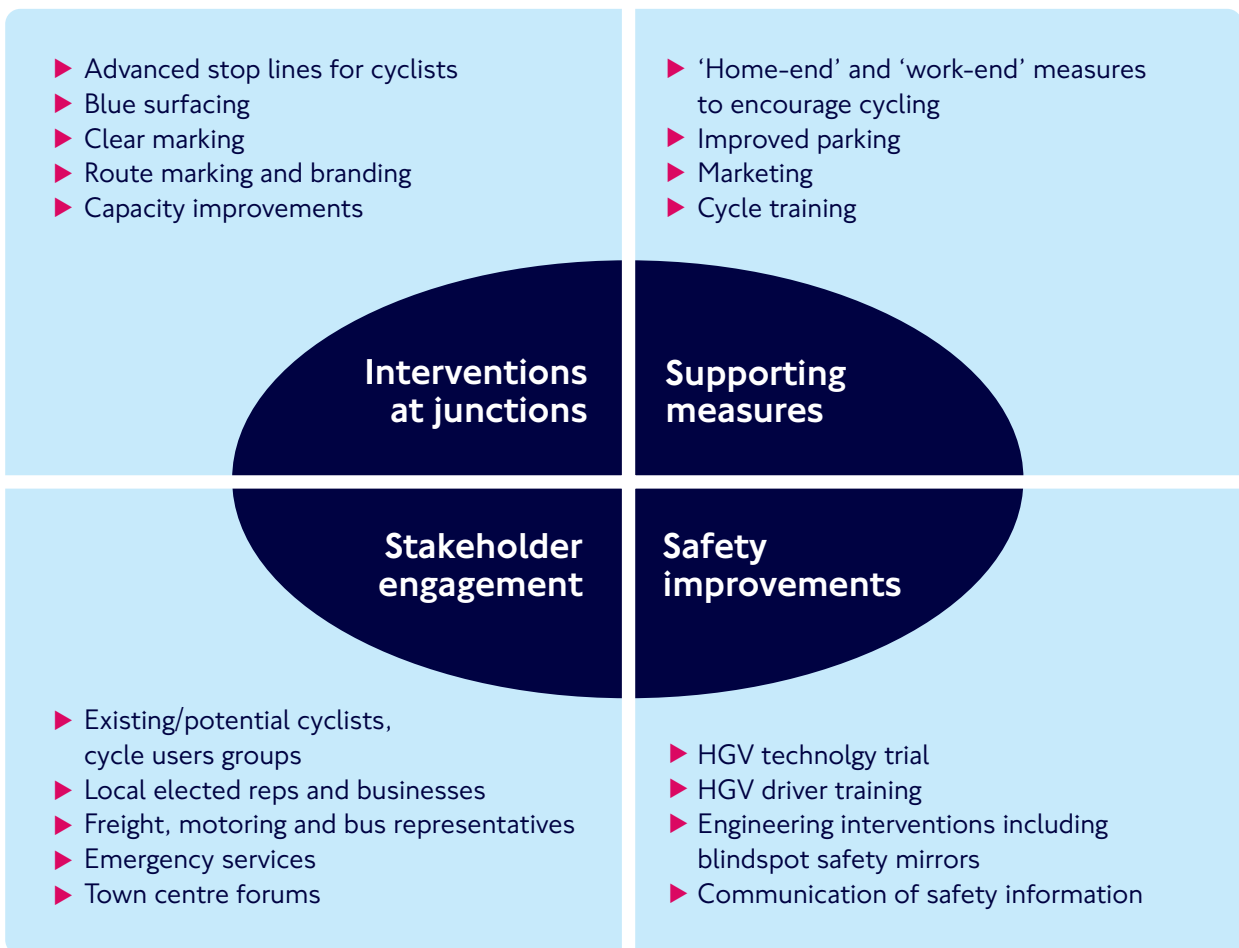 ▶ Advanced stop lines for cyclists
▶ Blue surfacing
▶ Clear marking
▶ Route marking and branding
▶ Capacity improvements
Interventions
at junctions
▶ ‘Home-end’ and ‘work-end’ measures
to encourage cycling
▶ Improved parking
▶ Marketing
▶ Cycle training
Supporting
measures
Stakeholder
engagement
▶ Existing/potential cyclists,
cycle users groups
▶ Local elected reps and businesses
▶ Freight, motoring and bus representatives
▶ Emergency services
▶ Town centre forums
Safety
improvements
▶ HGV technolgy trial
▶ HGV driver training
▶ Engineering interventions including
blindspot safety mirrors
▶ Communication of safety information